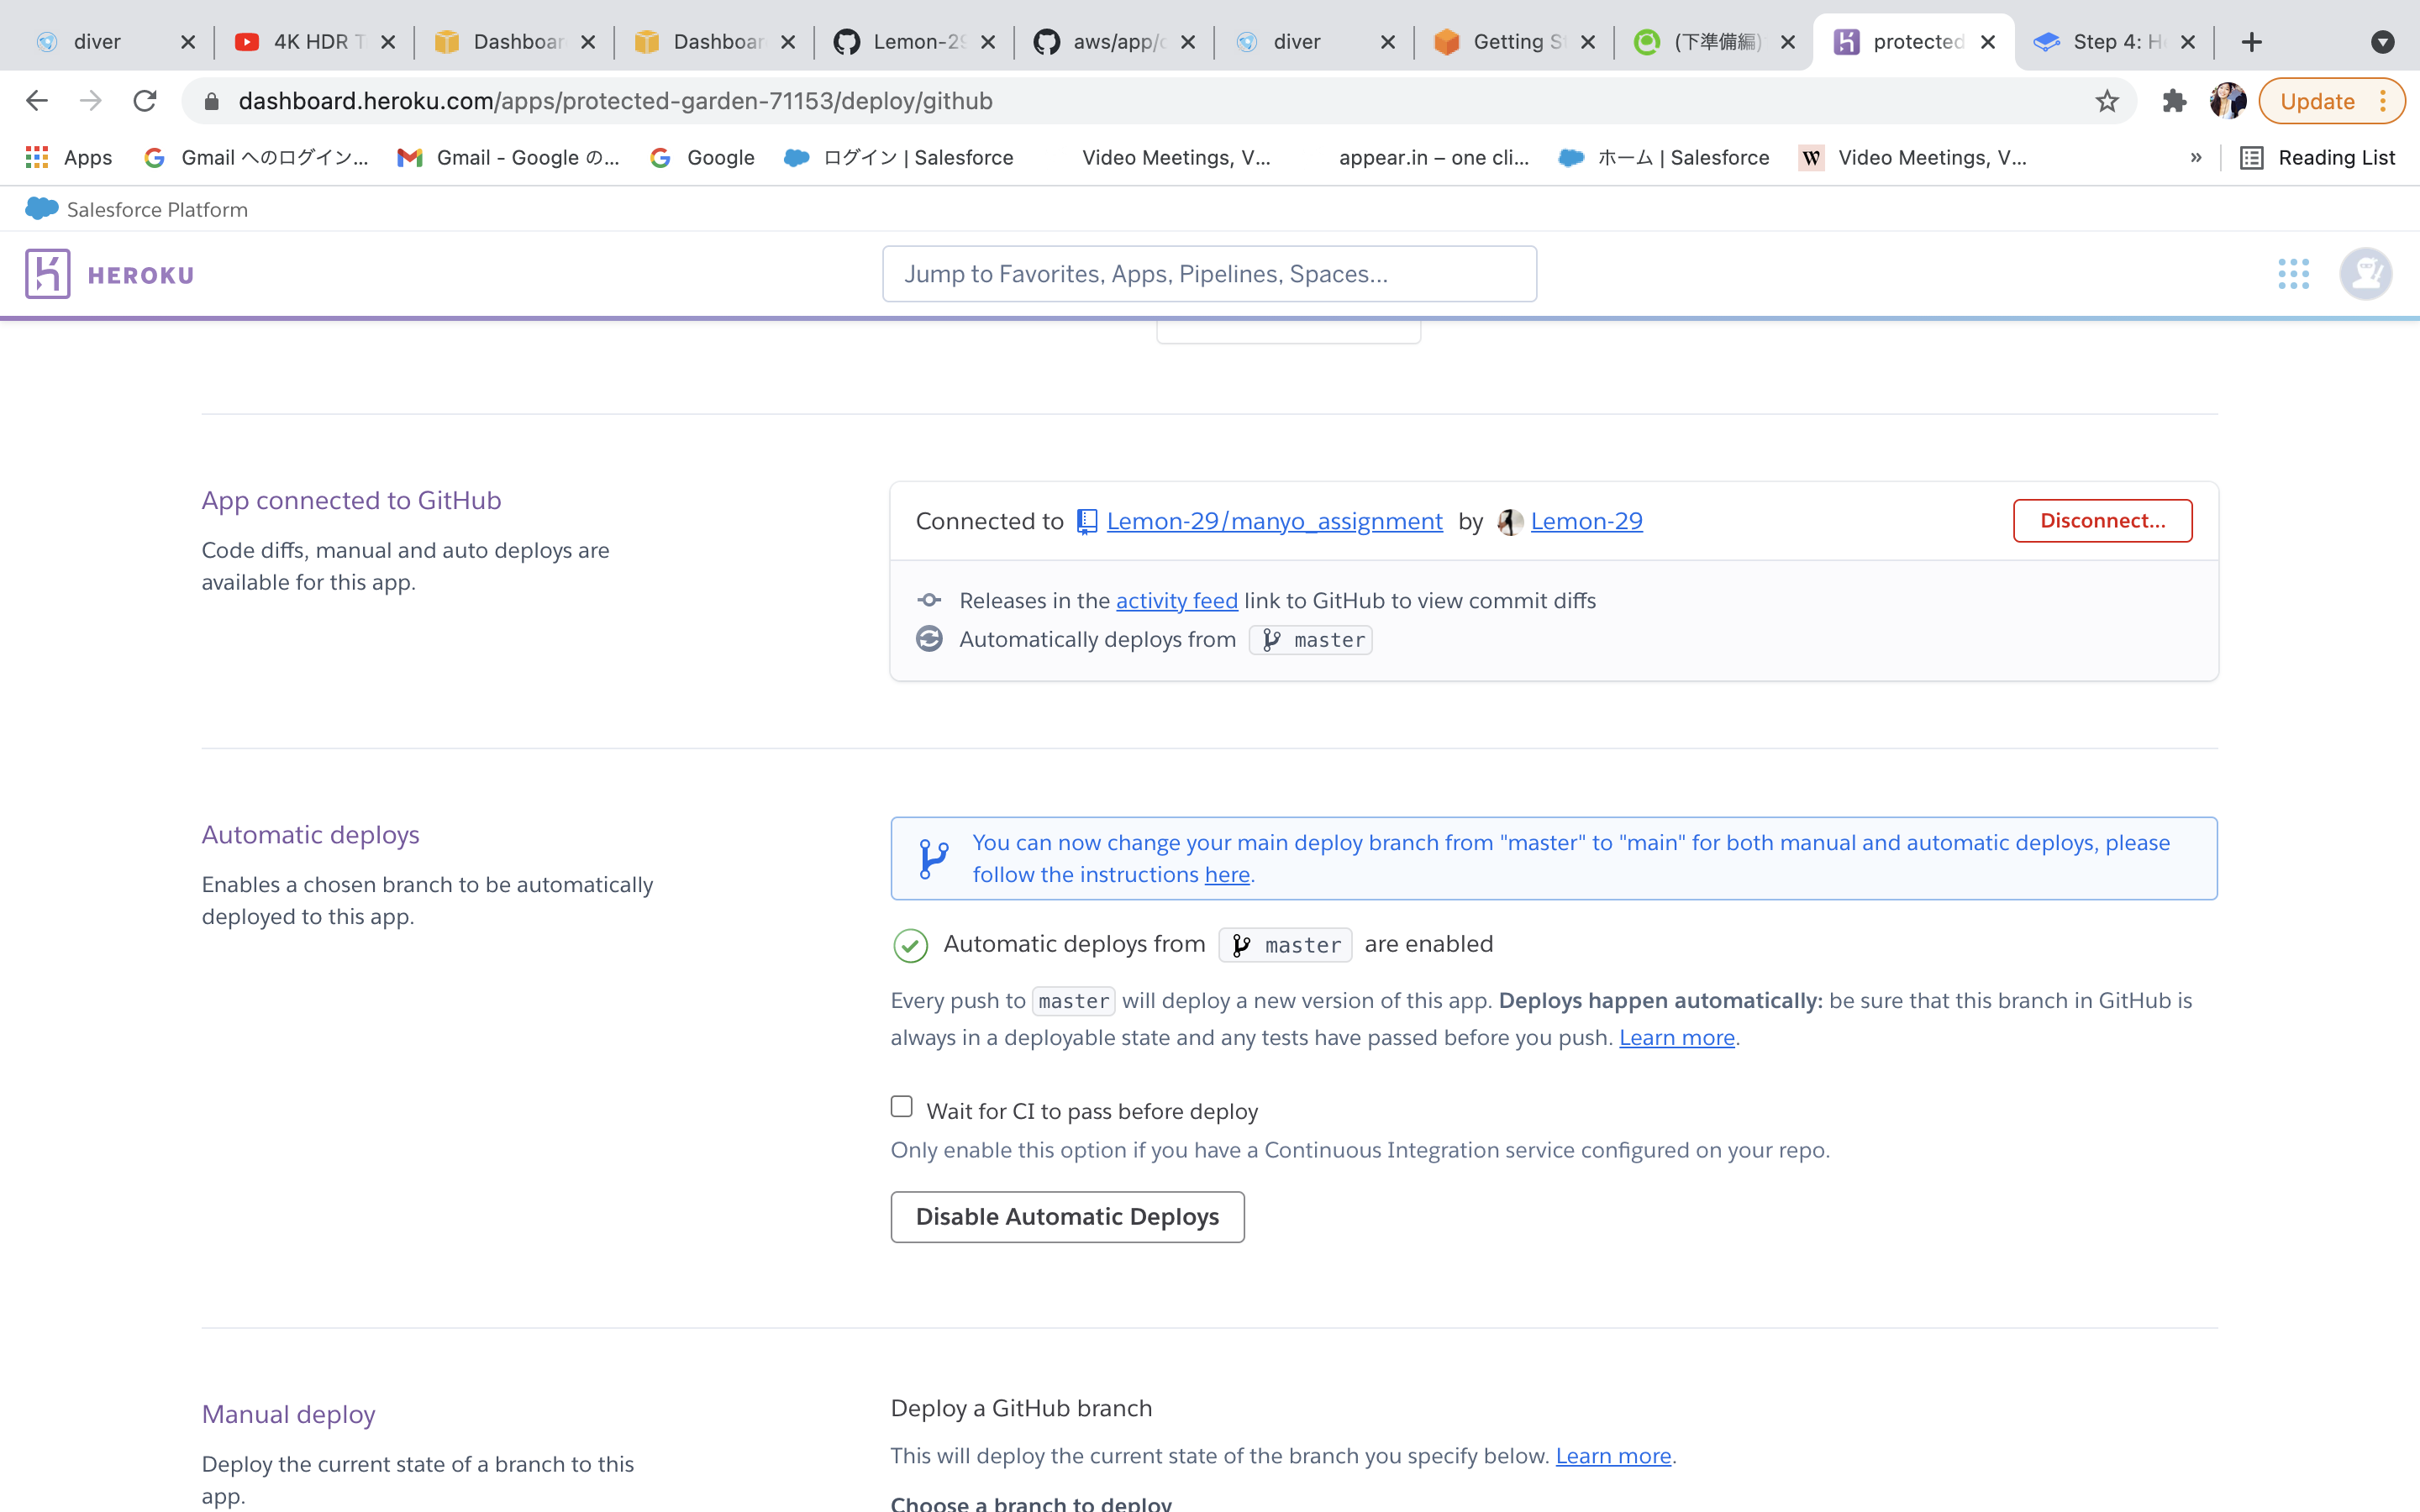 diver
4K HDR T
Dashboar
Dashboar
Lemon-29
aws/app/c
diver
Getting S
(下準備編)
protected
Step 4: H
dashboard.heroku.com/apps/protected-garden-71153/deploy/github
Update
Apps
Gmail へのログイン...
Gmail - Google の...
Google
ログイン | Salesforce
Video Meetings, V...
appear.in – one cli...
ホーム | Salesforce
W
Video Meetings, V...
»
Reading List
Salesforce Platform
HEROKU
Jump to Favorites, Apps, Pipelines, Spaces...
App connected to GitHub
Code diffs, manual and auto deploys are
available for this app.
Connected to Lemon-29/manyo_assignment by Lemon-29
Disconnect...
Releases in the activity feed link to GitHub to view commit diffs
Automatically deploys from master
Automatic deploys
Enables a chosen branch to be automatically
deployed to this app.
You can now change your main deploy branch from "master" to "main" for both manual and automatic deploys, please
follow the instructions here.
Automatic deploys from master are enabled
Every push to master will deploy a new version of this app. Deploys happen automatically: be sure that this branch in GitHub is
always in a deployable state and any tests have passed before you push. Learn more.
Wait for CI to pass before deploy
Only enable this option if you have a Continuous Integration service configured on your repo.
Disable Automatic Deploys
Manual deploy
Deploy the current state of a branch to this
app.
Deploy a GitHub branch
This will deploy the current state of the branch you specify below. Learn more.
Choose a branch to deploy